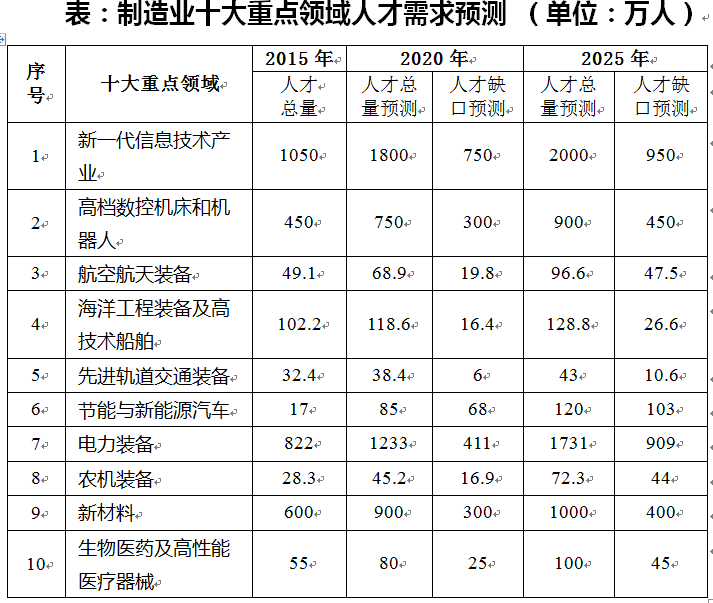 表：制造业十大重点领域人才需求预测 （单位：万人）
序号 十大重点领域 2015 年 2020 年 2025 年
人才总量 人才总量预测 人才缺口预测 人才总量预测 人才缺口预测
1 新一代信息技术产业 1050 1800 750 2000 950
2 高档数控机床和机器人 450 750 300 900 450
3 航空航天装备 49.1 68.9 19.8 96.6 47.5
4 海洋工程装备及高技术船舶 102.2 118.6 16.4 128.8 26.6
5 先进轨道交通装备 32.4 38.4 6 43 10.6
6 节能与新能源汽车 17 85 68 120 103
7 电力装备 822 1233 411 1731 909
8 农机装备 28.3 45.2 16.9 72.3 44
9 新材料 600 900 300 1000 400
10 生物医药及高性能医疗器械 55 80 25 100 45